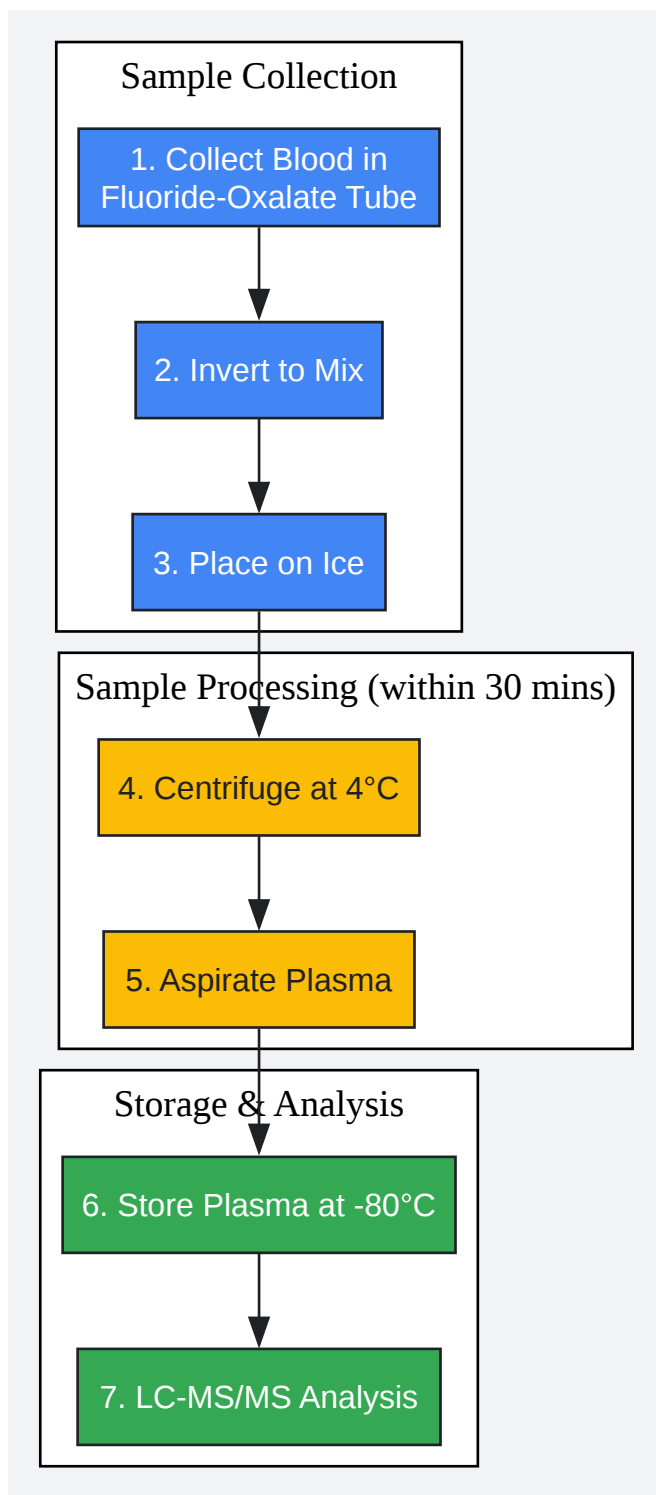 Sample Collection
1. Collect Blood in
Fluoride-Oxalate Tube
2. Invert to Mix
3. Place on Ice
Sample Processing (within 30 mins)
4. Centrifuge at 4°C
5. Aspirate Plasma
Storage & Analysis
6. Store Plasma at -80°C
7. LC-MS/MS Analysis